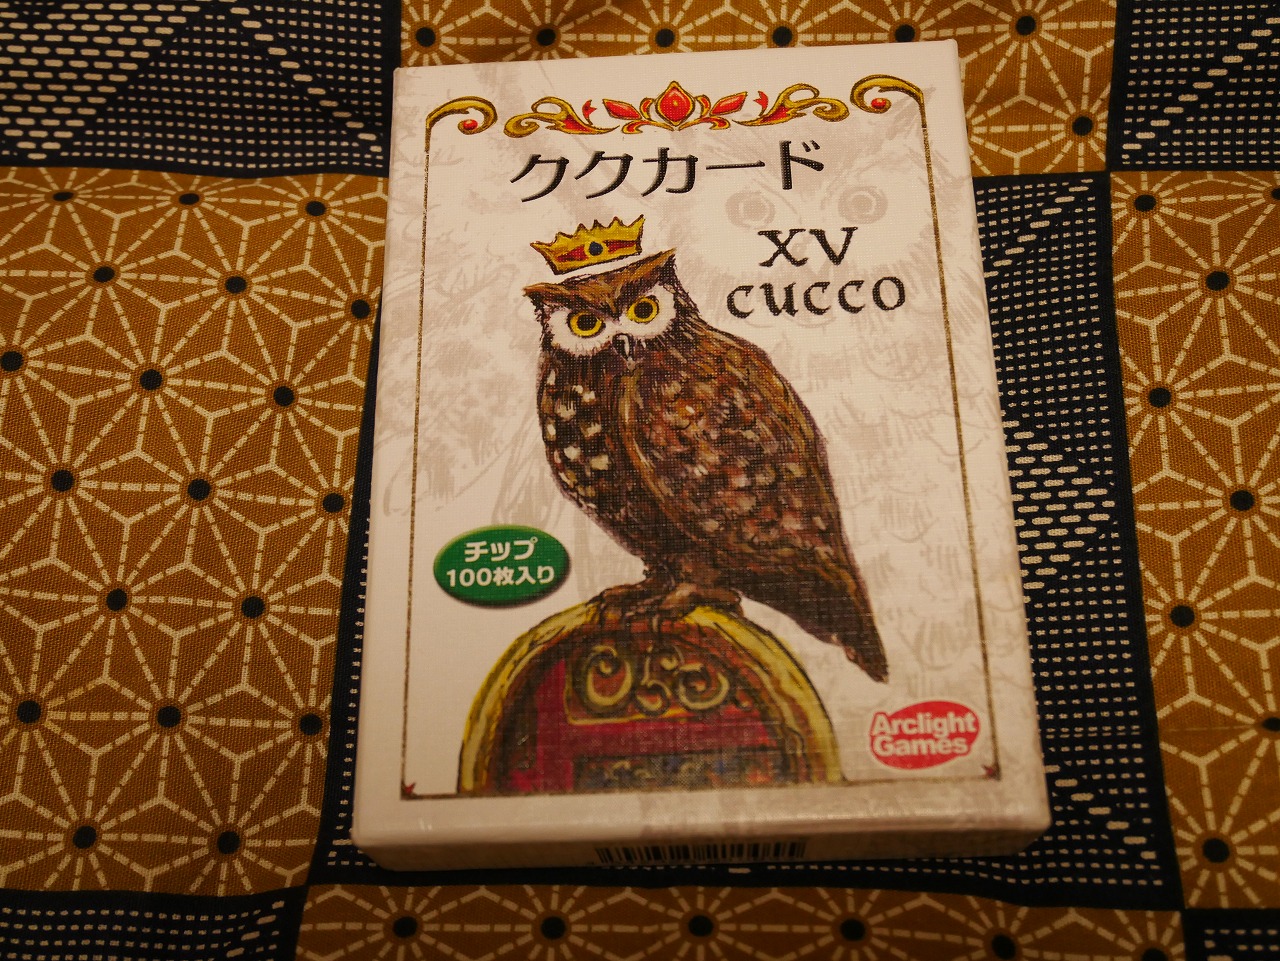 ククカード
XV
cucco
チップ
100枚入り
Arclight
Games